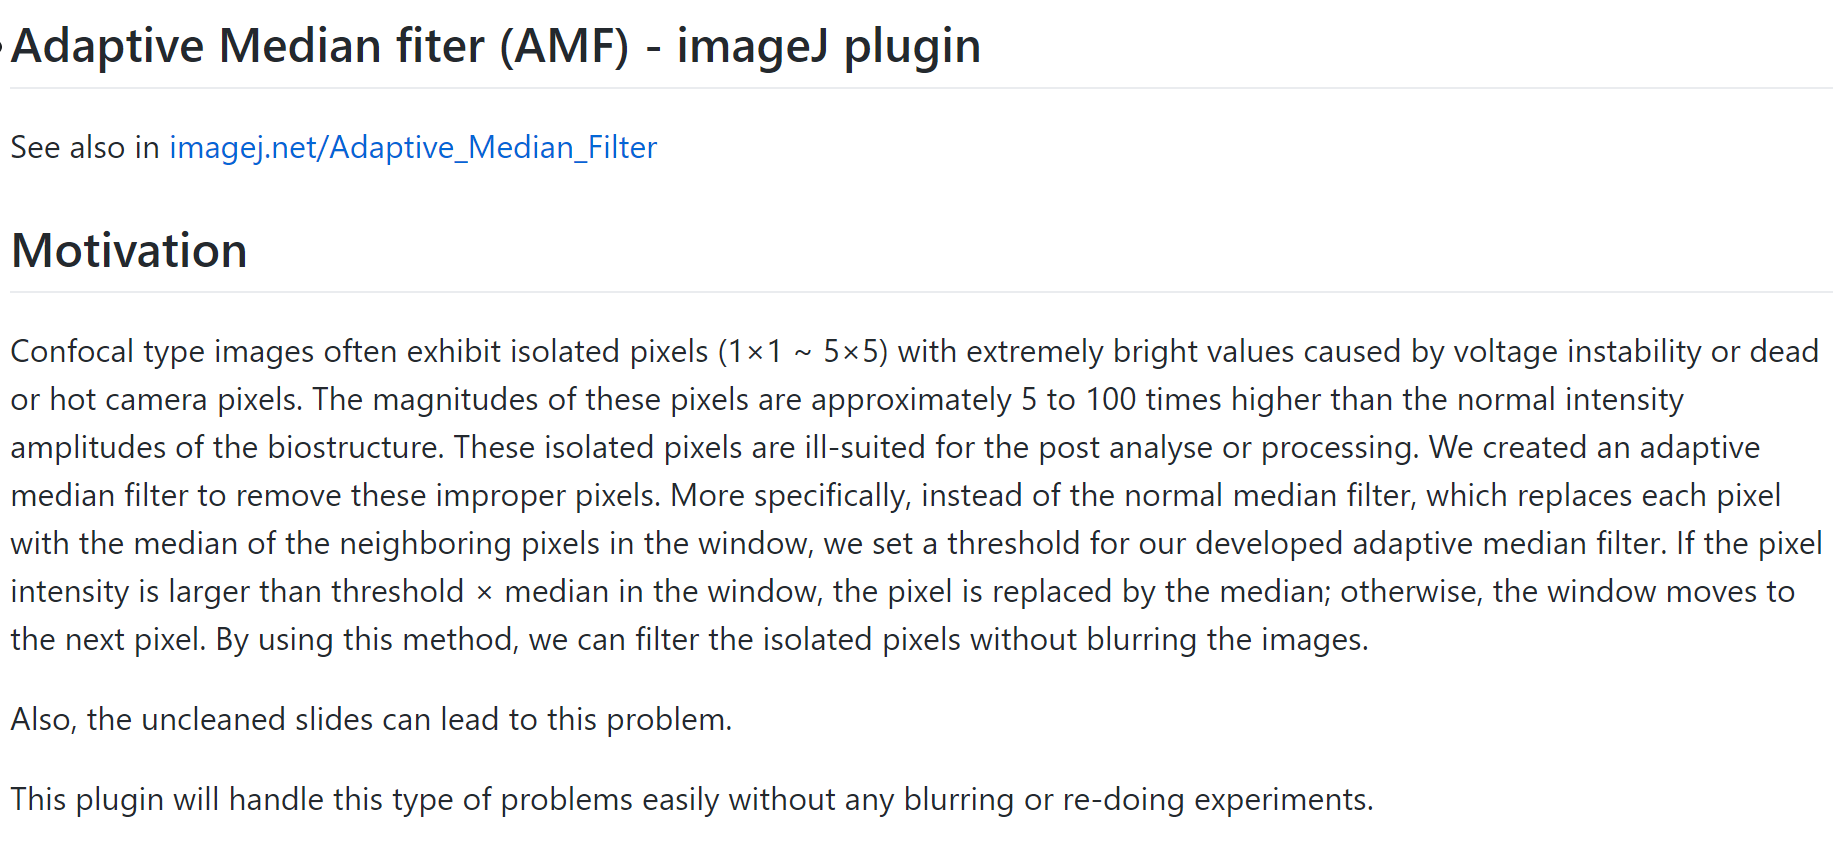 Adaptive Median fiter (AMF) - imageJ plugin
See also in imagej.net/Adaptive_Median_Filter
Motivation
Confocal type images often exhibit isolated pixels (1×1 ~ 5×5) with extremely bright values caused by voltage instability or dead
or hot camera pixels. The magnitudes of these pixels are approximately 5 to 100 times higher than the normal intensity
amplitudes of the biostructure. These isolated pixels are ill-suited for the post analyse or processing. We created an adaptive
median filter to remove these improper pixels. More specifically, instead of the normal median filter, which replaces each pixel
with the median of the neighboring pixels in the window, we set a threshold for our developed adaptive median filter. If the pixel
intensity is larger than threshold × median in the window, the pixel is replaced by the median; otherwise, the window moves to
the next pixel. By using this method, we can filter the isolated pixels without blurring the images.
Also, the uncleaned slides can lead to this problem.
This plugin will handle this type of problems easily without any blurring or re-doing experiments.